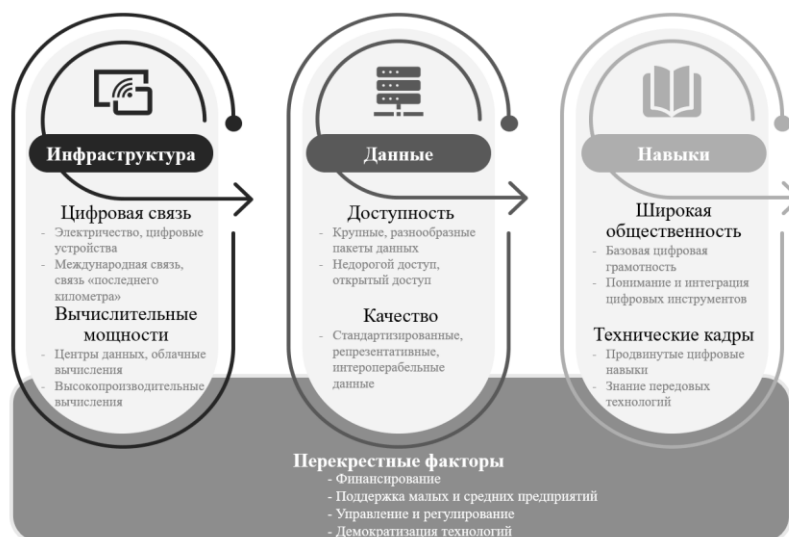 Инфраструктура
Цифровая связь
- Электричество, цифровые
устройства
- Международная связь,
связь «последнего
километра»
Вычислительные
мощности
- Центры данных, облачные
вычисления
- Высокопроизводительные
вычисления
Данные
Доступность
- Крупные, разнообразные
пакеты данных
- Недорогой доступ,
открытый доступ
Качество
- Стандартизированные,
репрезентативные,
интероперабельные
данные
Навыки
Широкая
общественность
- Базовая цифровая
грамотность
- Понимание и интеграция
цифровых инструментов
Технические кадры
- Продвинутые цифровые
навыки
- Знание передовых
технологий
Перекрестные факторы
- Финансирование
- Поддержка малых и средних предприятий
- Управление и регулирование
- Демократизация технологий